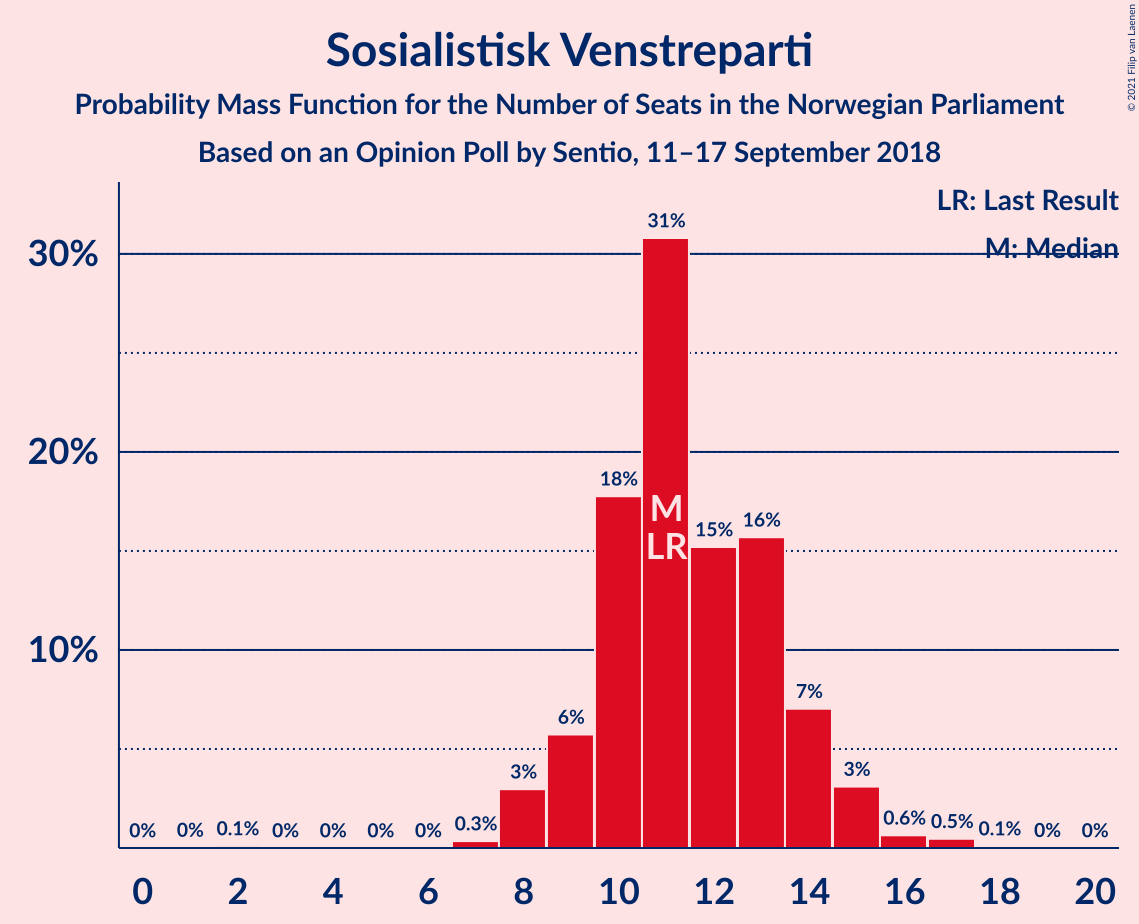 © 2021 Filip van Laenen
Sosialistisk Venstreparti
Probability Mass Function for the Number of Seats in the Norwegian Parliament
Based on an Opinion Poll by Sentio, 11–17 September 2018
LR: Last Result
M: Median
30%
20%
10%
0% 0% 0.1% 0% 0% 0% 0% 0.3% 3% 6% 18% 31% 15% 16% 7% 3% 0.6% 0.5% 0.1% 0% 0%
M
LR
0 2 4 6 8 10 12 14 16 18 20